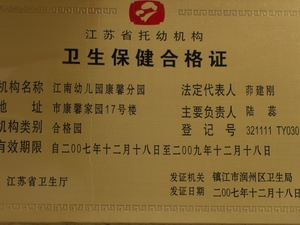 江苏省托幼机构
卫生保健合格证
机构名称 江南幼儿园康馨分园 法定代表人 茆建刚
地 址 市康馨家园17号楼 主要负责人 陆蕊
机构类别 合格园 登记号 321111 TY030
有效期限 自二00七年十二月十八日至二00九年十二月十八日
江苏省卫生厅 发证机关 镇江市润州区卫生局
发证日期 二00七年十二月十八日